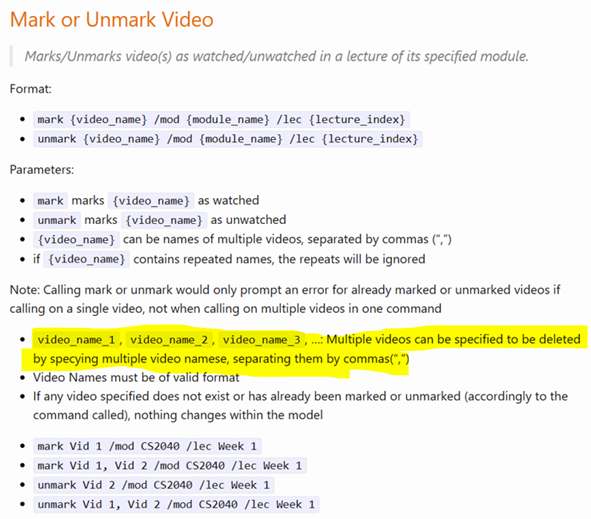 Mark or Unmark Video
Marks/Unmarks video(s) as watched/unwatched in a lecture of its specified module.
Format:
• mark {video_name} /mod {module_name} /lec {lecture_index}
• unmark {video_name} /mod {module_name} /lec {lecture_index}
Parameters:
• mark marks {video_name} as watched
• unmark marks {video_name} as unwatched
• {video_name} can be names of multiple videos, separated by commas (“,”)
• if {video_name} contains repeated names, the repeats will be ignored
Note: Calling mark or unmark would only prompt an error for already marked or unmarked videos if
calling on a single video, not when calling on multiple videos in one command
• video_name_1, video_name_2, video_name_3, ...: Multiple videos can be specified to be deleted
by specying multiple video namese, separating them by commas(“,”)
• Video Names must be of valid format
• If any video specified does not exist or has already been marked or unmarked (accordingly to the
command called), nothing changes within the model
• mark Vid 1 /mod CS2040 /lec Week 1
• mark Vid 1, Vid 2 /mod CS2040 /lec Week 1
• unmark Vid 2 /mod CS2040 /lec Week 1
• unmark Vid 1, Vid 2 /mod CS2040 /lec Week 1